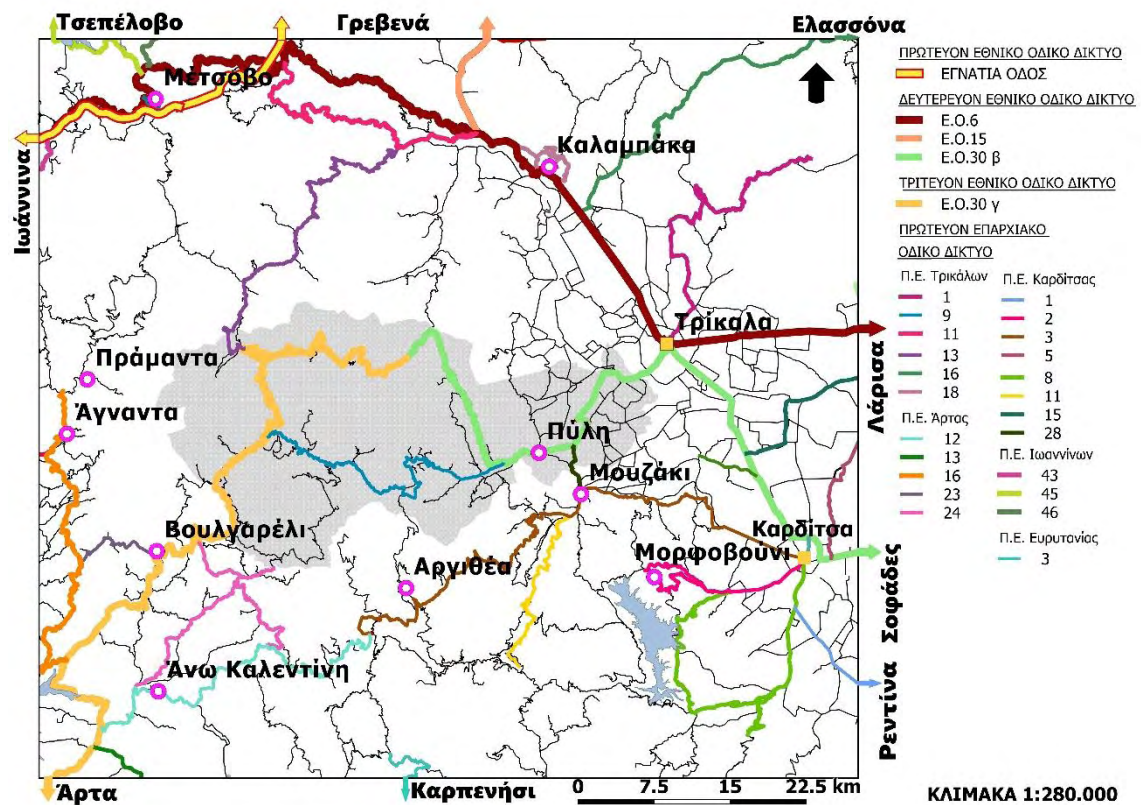 Τσεπέλοβο
Γρεβενά
Ελασσόνα
Μέτσοβο
Καλαμπάκα
Ιωάννινα
Τρίκαλα
Πράμαντα
Άγναντα
Πύλη
Μουζάκι
Λάρισα
Βουλγαρέλι
Αργιθέα
Μορφοβούνι
Καρδίτσα
Σοφάδες
Άνω Καλεντίνη
Ρεντίνα
Άρτα
Καρπενήσι
0 7.5 15 22.5 km
ΚΛΙΜΑΚΑ 1:280.000
ΠΡΩΤΕΥΟΝ ΕΘΝΙΚΟ ΟΔΙΚΟ ΔΙΚΤΥΟ
ΕΓΝΑΤΙΑ ΟΔΟΣ
ΔΕΥΤΕΡΕΥΟΝ ΕΘΝΙΚΟ ΟΔΙΚΟ ΔΙΚΤΥΟ
Ε.Ο.6
Ε.Ο.15
Ε.Ο.30 β
ΤΡΙΤΕΥΟΝ ΕΘΝΙΚΟ ΟΔΙΚΟ ΔΙΚΤΥΟ
Ε.Ο.30 γ
ΠΡΩΤΕΥΟΝ ΕΠΑΡΧΙΑΚΟ
ΟΔΙΚΟ ΔΙΚΤΥΟ
Π.Ε. Τρικάλων
1
9
11
13
16
18
Π.Ε. Άρτας
12
13
16
23
24
Π.Ε. Καρδίτσας
1
2
3
5
8
11
15
28
Π.Ε. Ιωαννίνων
43
45
46
Π.Ε. Ευρυτανίας
3